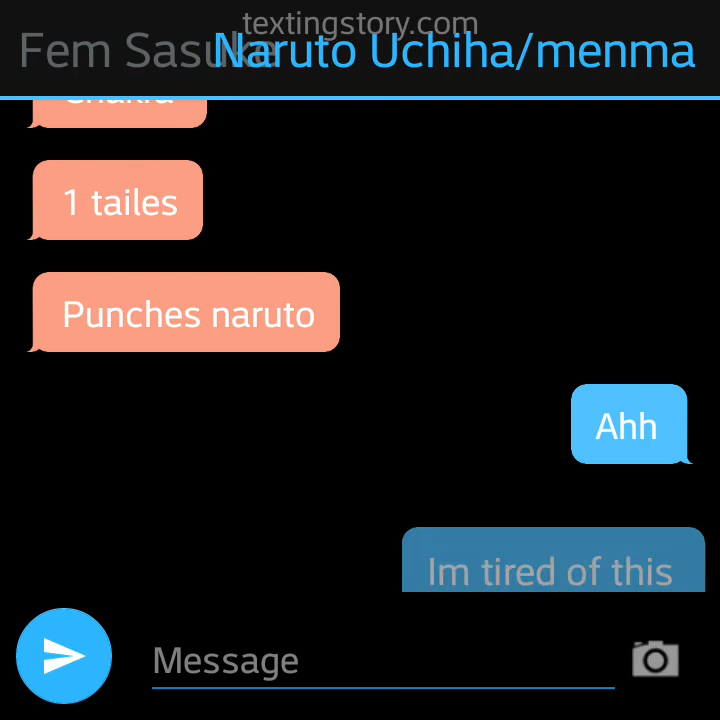 textingstory.com
Fem Sasuke
Naruto Uchiha/menma
1 tailes
Punches naruto
Ahh
Im tired of this
Message